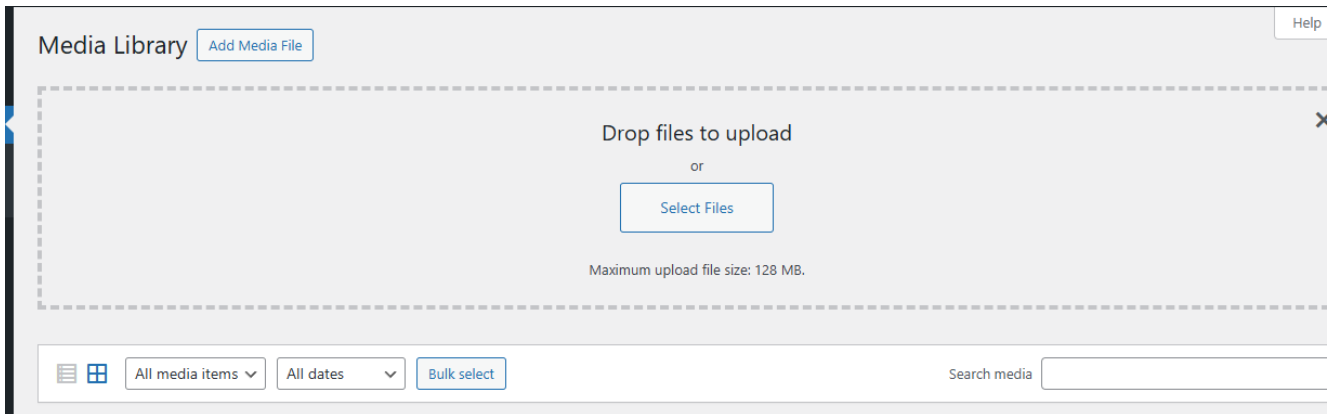 Help
Media Library Add Media File
Drop files to upload
or
Select Files
Maximum upload file size: 128 MB.
All media items All dates Bulk select Search media